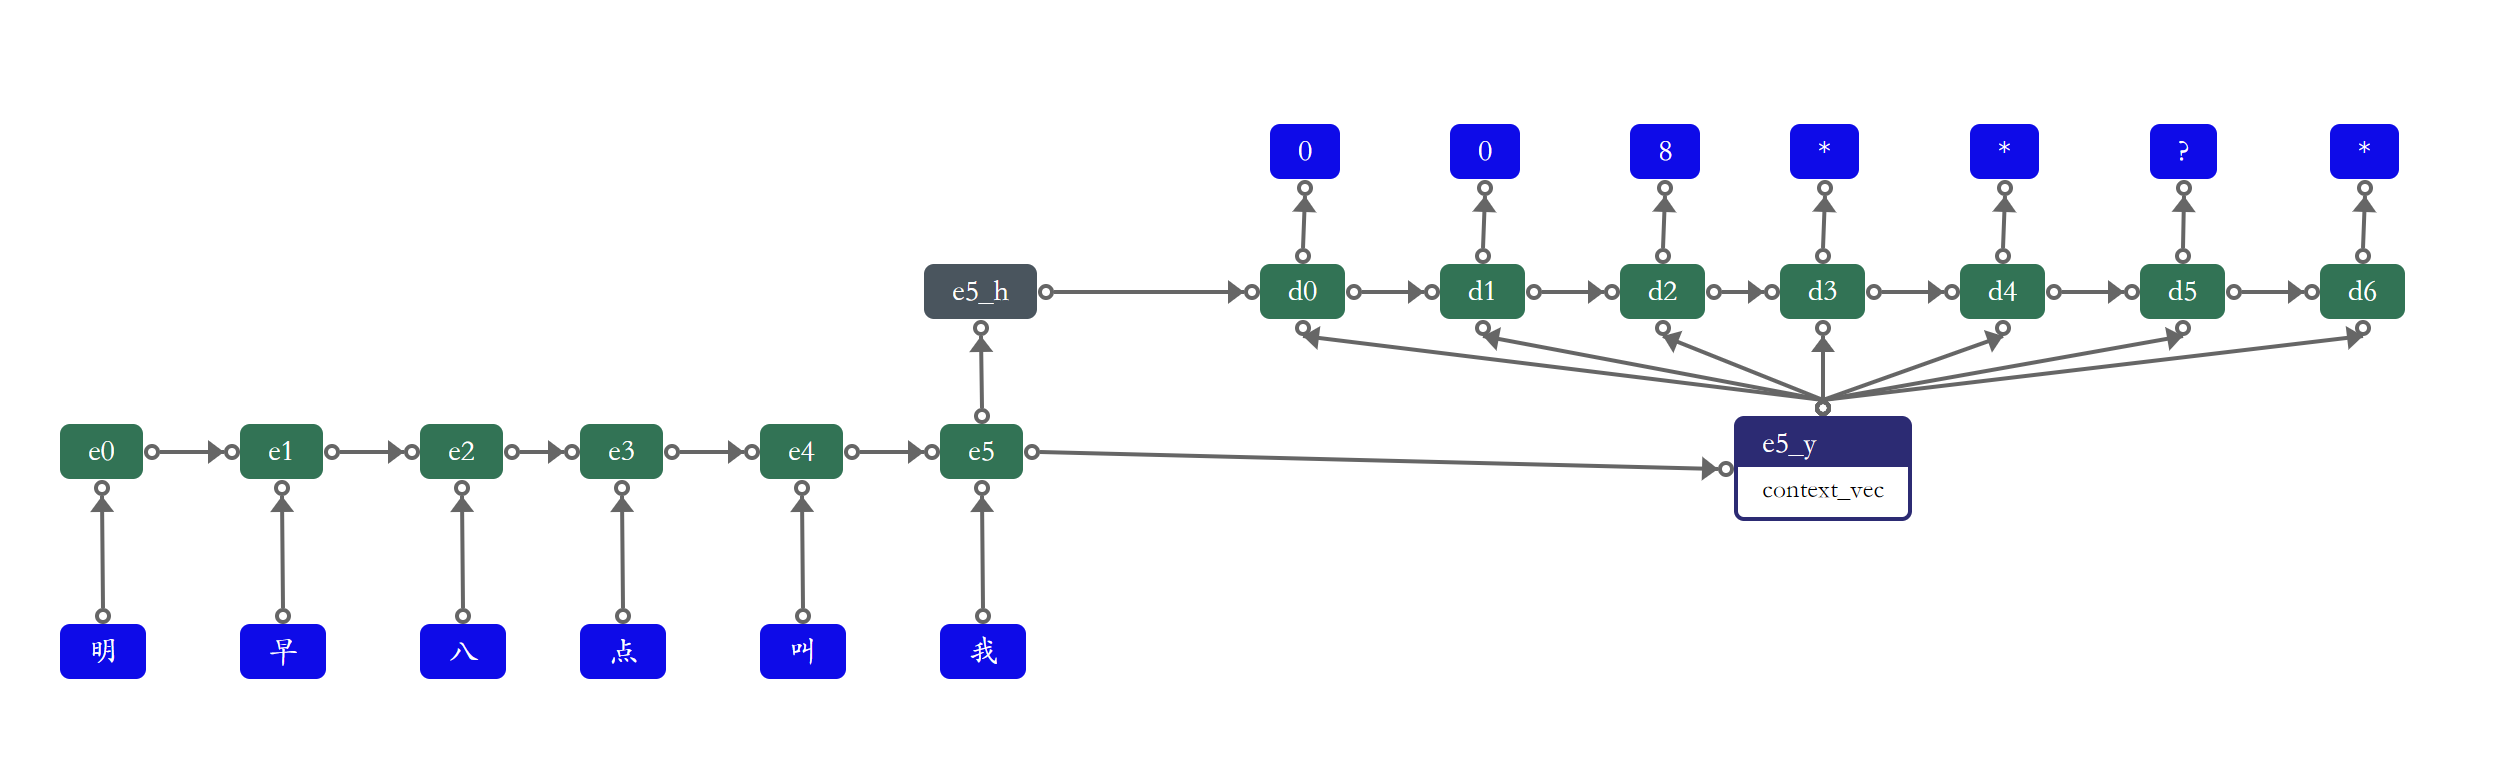 0 0 8 * * ? *
e5_h d0 d1 d2 d3 d4 d5 d6
e0 e1 e2 e3 e4 e5 e5_y
context_vec
明 早 八 点 叫 我